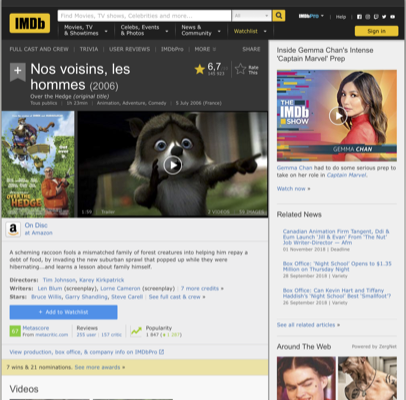 IMDb
Find Movies, TV shows, Celebrities and more...
All
IMDbPro
Help
Movies, TV
& Showtimes
Celebs, Events
& Photos
News &
Community
Watchlist
Sign in
FULL CAST AND CREW | TRIVIA | USER REVIEWS | IMDbPro | MORE
SHARE
Nos voisins, les
hommes (2006)
Over the Hedge (original title)
Tous publics | 1h 23min | Animation, Adventure, Comedy | 5 July 2006 (France)
6,7
Rate
This
OVER THE
HEDGE
1:56 Trailer
2 VIDEOS
IMAGES
On Disc
at Amazon
A scheming raccoon fools a mismatched family of forest creatures into helping him repay a
debt of food, by invading the new suburban sprawl that popped up while they were
hibernating...and learns a lesson about family himself.
Directors: Tim Johnson, Karey Kirkpatrick
Writers: Len Blum (screenplay), Lorne Cameron (screenplay) | 7 more credits »
Stars: Bruce Willis, Garry Shandling, Steve Carell | See full cast & crew »
+ Add to Watchlist
67
Metascore
From metacritic.com
Reviews
255 user | 157 critic
Popularity
View production, box office, & company info on IMDbPro
7 wins & 21 nominations. See more awards »
Videos
Inside Gemma Chan's Intense
'Captain Marvel' Prep
THE
IMDb
SHOW
GEMMA CHAN
Gemma Chan had to do some serious prep
to take on her role in Captain Marvel.
Watch now »
Related News
Canadian Animation Firm Tangent, Odi &
Eum Launch 'Jill & Evan' From 'The Nut'
Job Writer-Director — Afm
01 November 2018 | Deadline
Box Office: 'Night School' Opens to $1.35
Million on Thursday Night
28 September 2018 | Variety
Box Office: Can Kevin Hart and Tiffany
Haddish's 'Night School' Best 'Smallfoot'?
26 September 2018 | Variety
See all related articles »
Around The Web
Powered by ZergNet